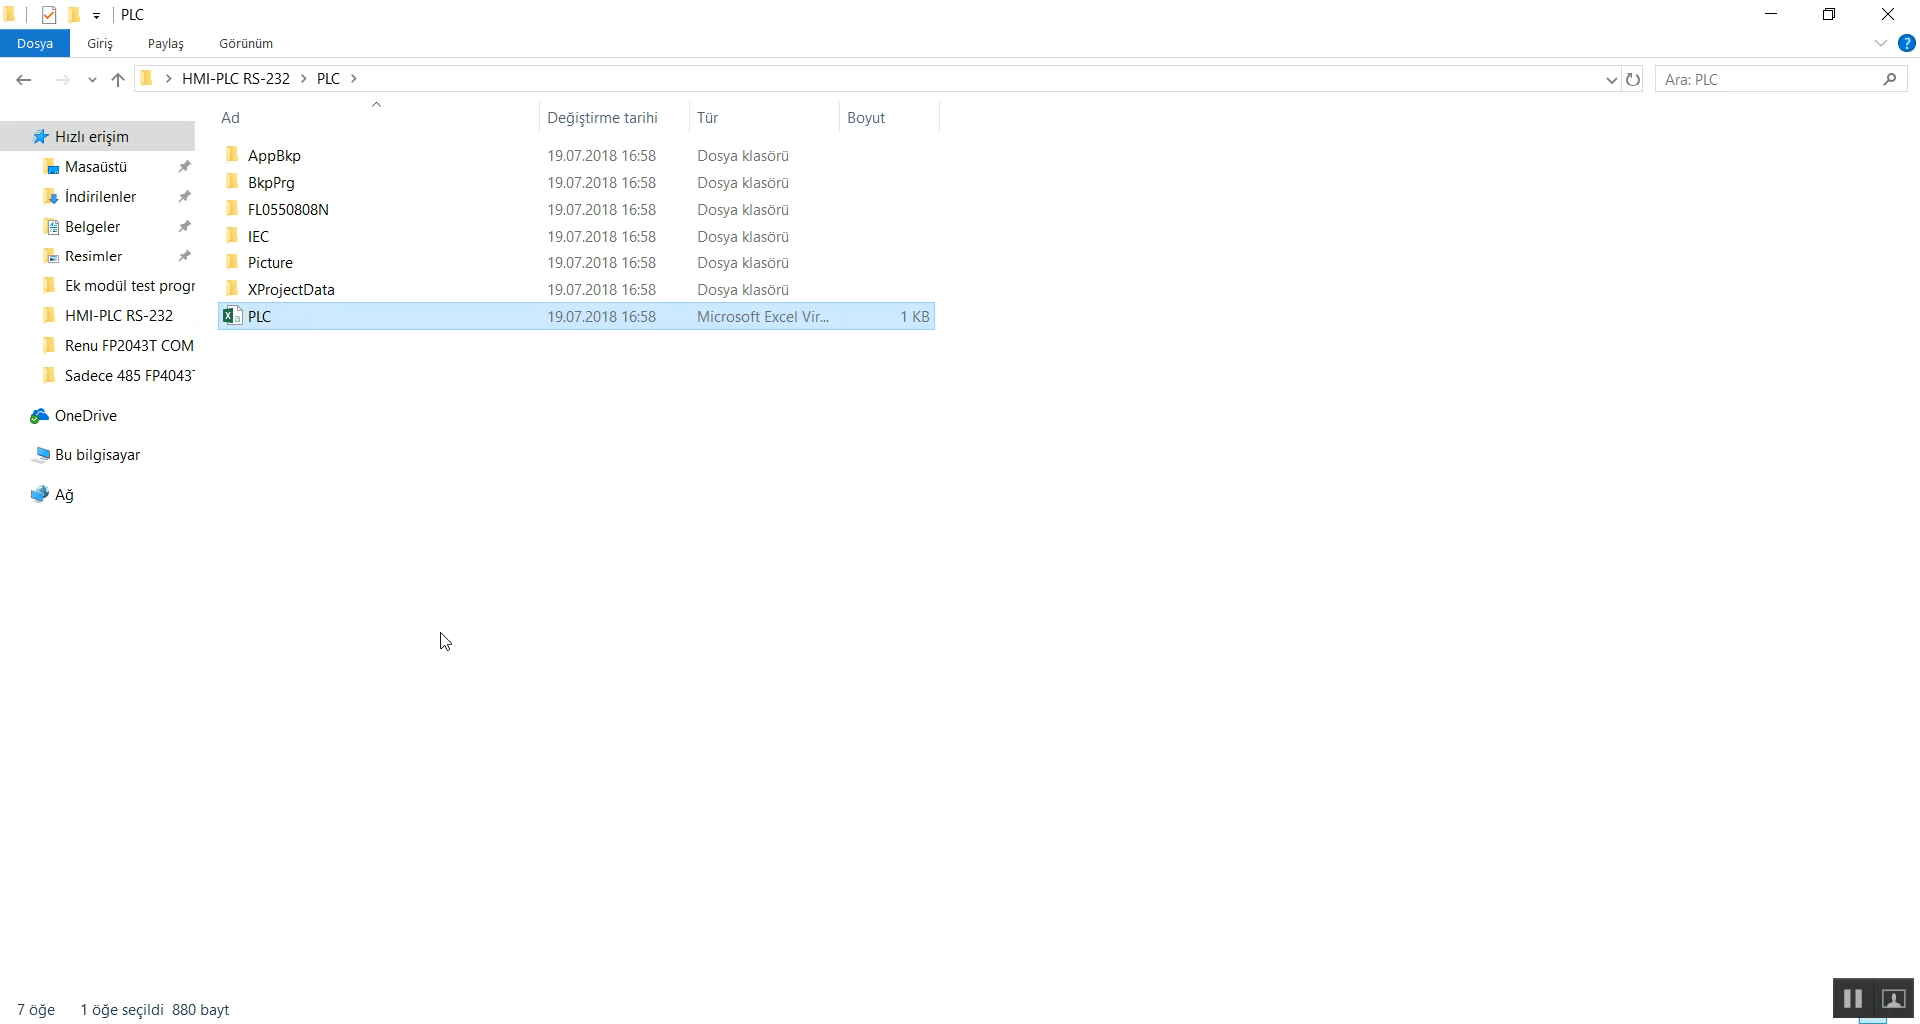 PLC
Dosya Giriş Paylaş Görünüm
HMI-PLC RS-232 PLC
Ara: PLC
Ad Değiştirme tarihi Tür Boyut
Hızlı erişim
Masaüstü
İndirilenler
Belgeler
Resimler
Ek modül test progr
HMI-PLC RS-232
Renu FP2043T COM
Sadece 485 FP4043T
OneDrive
Bu bilgisayar
Ağ
AppBkp 19.07.2018 16:58 Dosya klasörü
BkpPrg 19.07.2018 16:58 Dosya klasörü
FL0550808N 19.07.2018 16:58 Dosya klasörü
IEC 19.07.2018 16:58 Dosya klasörü
Picture 19.07.2018 16:58 Dosya klasörü
XProjectData 19.07.2018 16:58 Dosya klasörü
PLC 19.07.2018 16:58 Microsoft Excel Vir... 1 KB
7 öğe 1 öğe seçildi 880 bayt